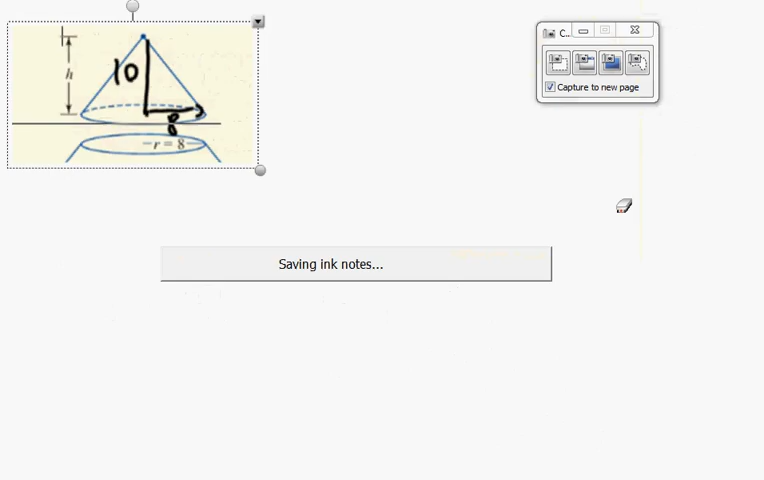 C...
h
10
8
r = 8
Capture to new page
Saving ink notes...